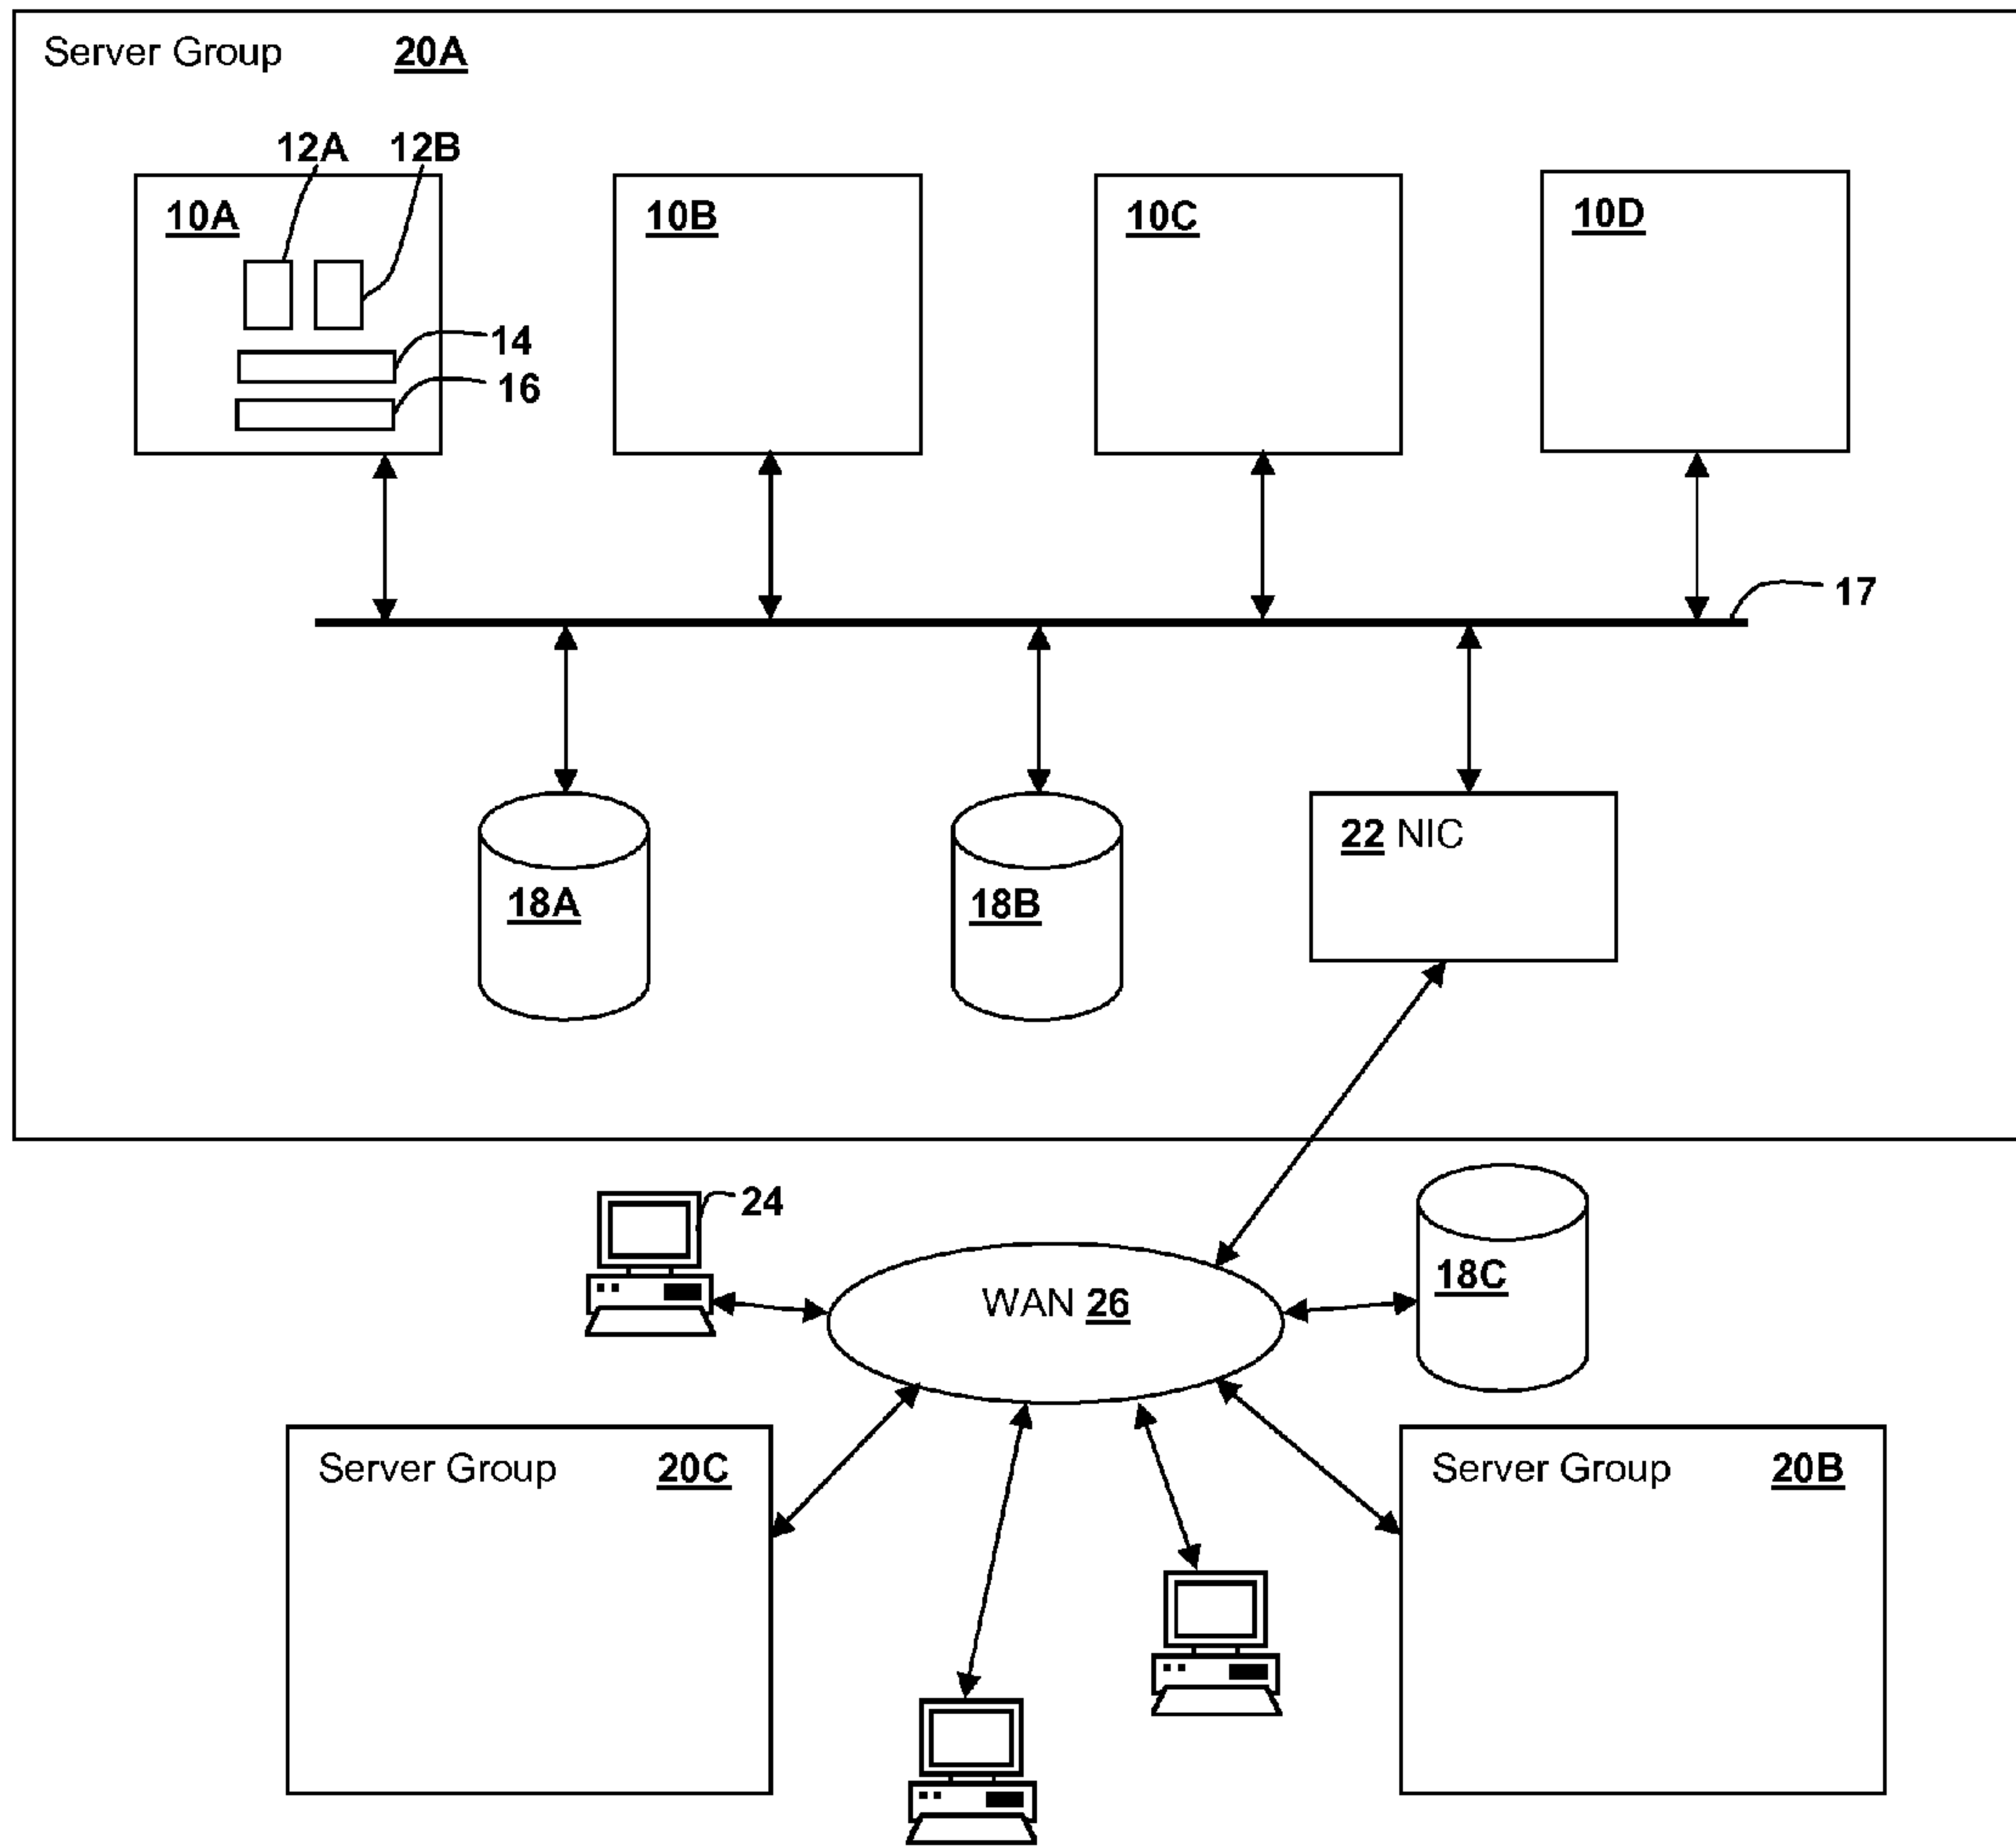 Server Group 20A
12A 12B
10A 10B 10C 10D
14
16
17
18A 18B 22 NIC
24
WAN 26 18C
Server Group 20C Server Group 20B